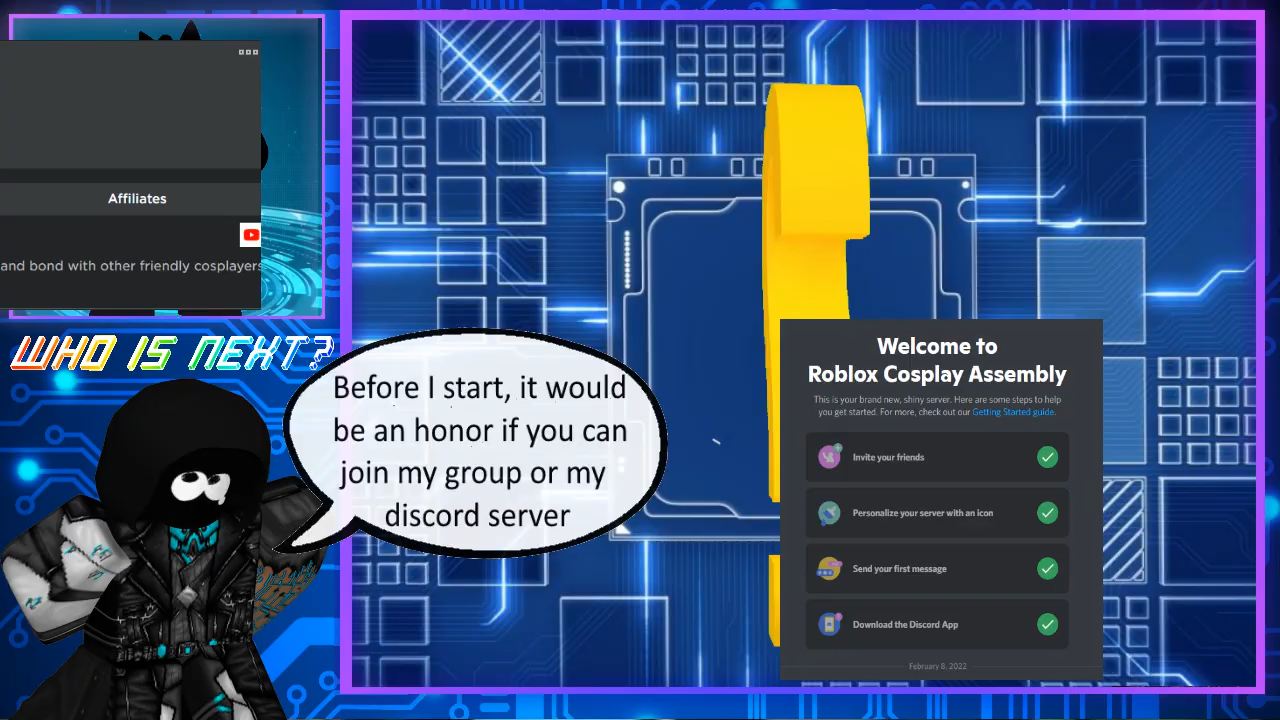 Affiliates
and bond with other friendly cosplayers
WHO IS NEXT?
Before I start, it would
be an honor if you can
join my group or my
discord server
Welcome to
Roblox Cosplay Assembly
This is your brand new, shiny server. Here are some steps to help
you get started. For more, check out our Getting Started guide.
Invite your friends
Personalize your server with an icon
Send your first message
Download the Discord App
February 8, 2022